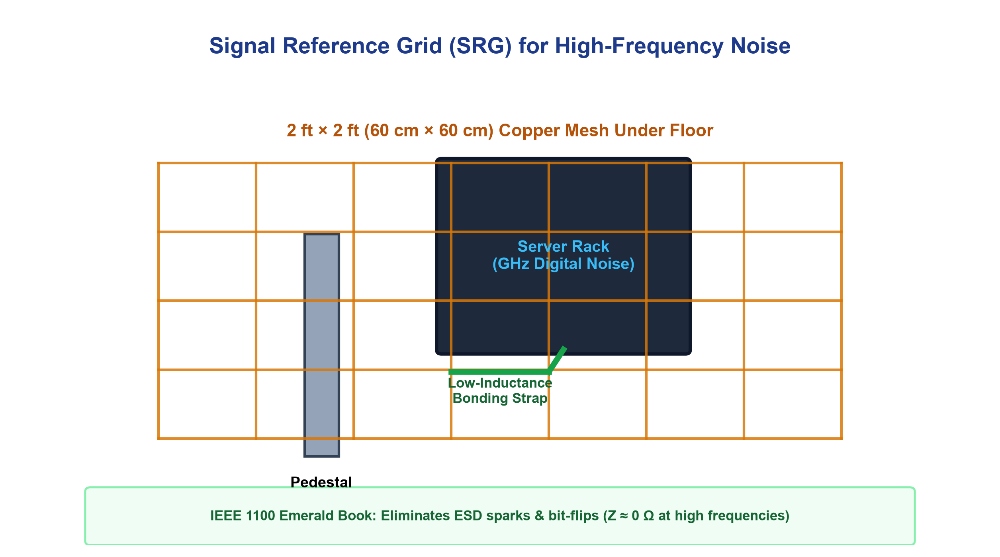 Signal Reference Grid (SRG) for High-Frequency Noise
2 ft × 2 ft (60 cm × 60 cm) Copper Mesh Under Floor
Server Rack
(GHz Digital Noise)
Low-Inductance
Bonding Strap
Pedestal
IEEE 1100 Emerald Book: Eliminates ESD sparks & bit-flips (Z ≈ 0 Ω at high frequencies)